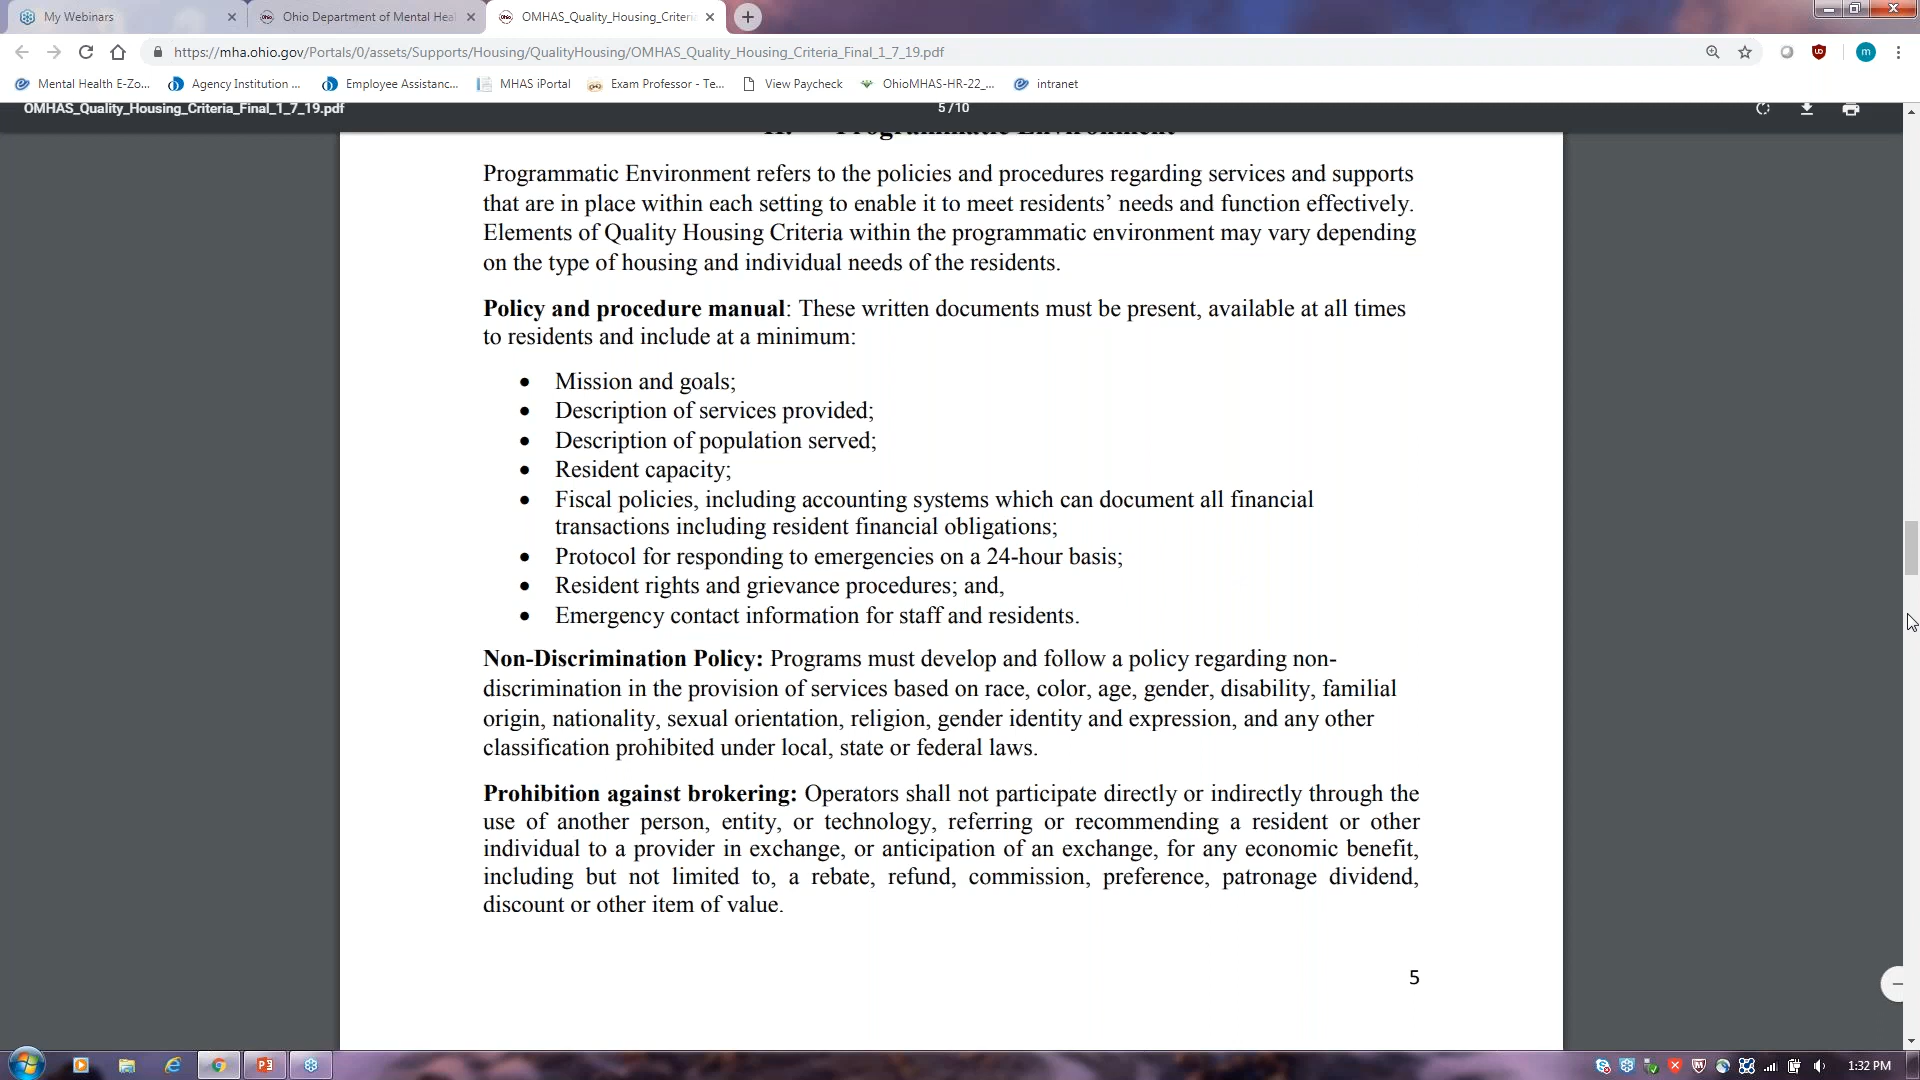 My Webinars
Ohio Department of Mental Hea
OMHAS_Quality_Housing_Criteria
https://mha.ohio.gov/Portals/0/assets/Supports/Housing/QualityHousing/OMHAS_Quality_Housing_Criteria_Final_1_7_19.pdf
m
Mental Health E-Zo... Agency Institution ... Employee Assistanc... MHAS iPortal Exam Professor - Te... View Paycheck OhioMHAS-HR-22_... intranet
OMHAS_Quality_Housing_Criteria_Final_1_7_19.pdf 5/10
II. Programmatic Environment
Programmatic Environment refers to the policies and procedures regarding services and supports
that are in place within each setting to enable it to meet residents’ needs and function effectively.
Elements of Quality Housing Criteria within the programmatic environment may vary depending
on the type of housing and individual needs of the residents.
Policy and procedure manual: These written documents must be present, available at all times
to residents and include at a minimum:
• Mission and goals;
• Description of services provided;
• Description of population served;
• Resident capacity;
• Fiscal policies, including accounting systems which can document all financial
transactions including resident financial obligations;
• Protocol for responding to emergencies on a 24-hour basis;
• Resident rights and grievance procedures; and,
• Emergency contact information for staff and residents.
Non-Discrimination Policy: Programs must develop and follow a policy regarding non-
discrimination in the provision of services based on race, color, age, gender, disability, familial
origin, nationality, sexual orientation, religion, gender identity and expression, and any other
classification prohibited under local, state or federal laws.
Prohibition against brokering: Operators shall not participate directly or indirectly through the
use of another person, entity, or technology, referring or recommending a resident or other
individual to a provider in exchange, or anticipation of an exchange, for any economic benefit,
including but not limited to, a rebate, refund, commission, preference, patronage dividend,
discount or other item of value.
5
1:32 PM